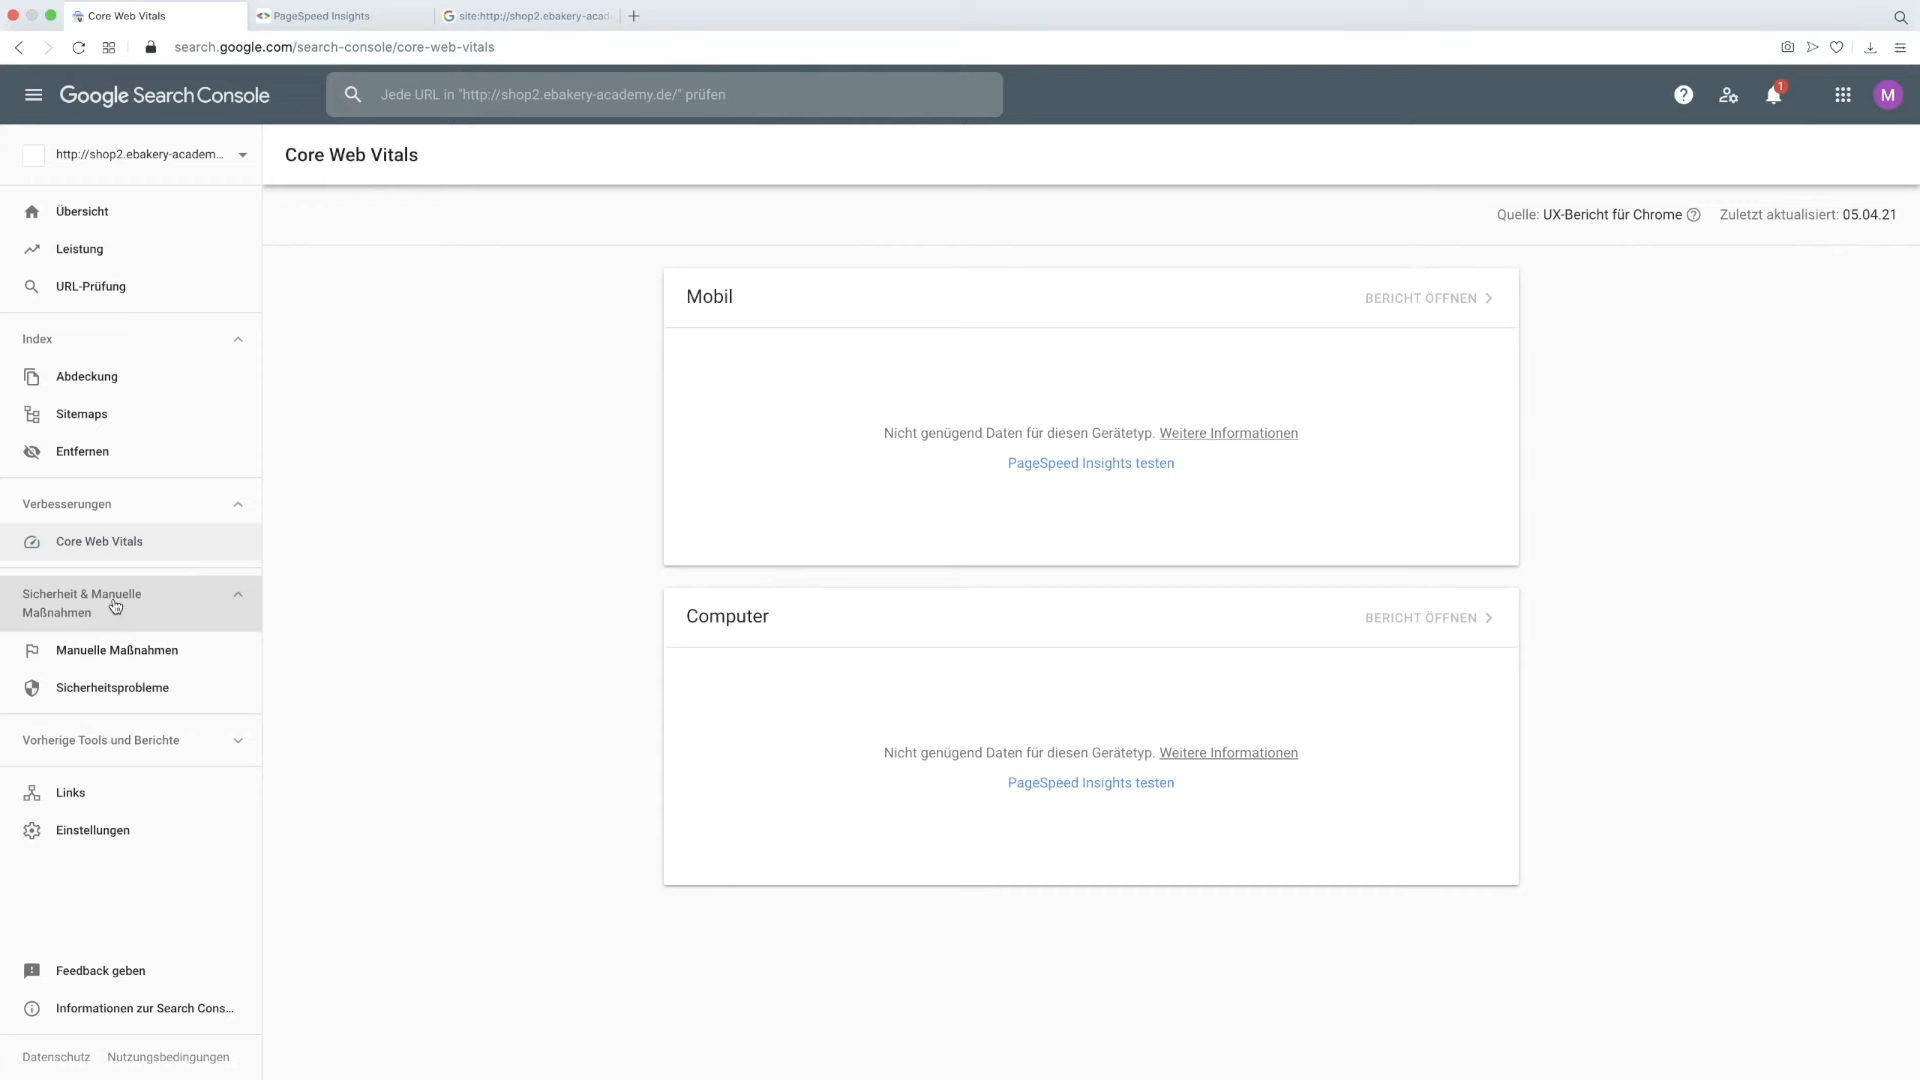 Core Web Vitals
PageSpeed Insights
site:http://shop2.ebakery-acad
search.google.com/search-console/core-web-vitals
Google Search Console
Jede URL in "http://shop2.ebakery-academy.de/" prüfen
1
M
http://shop2.ebakery-academ...
Core Web Vitals
Quelle: UX-Bericht für Chrome
Zuletzt aktualisiert: 05.04.21
Übersicht
Leistung
URL-Prüfung
Index
Abdeckung
Sitemaps
Entfernen
Verbesserungen
Core Web Vitals
Sicherheit & Manuelle
Maßnahmen
Manuelle Maßnahmen
Sicherheitsprobleme
Vorherige Tools und Berichte
Links
Einstellungen
Feedback geben
Informationen zur Search Cons...
Datenschutz Nutzungsbedingungen
Mobil
BERICHT ÖFFNEN
Nicht genügend Daten für diesen Gerätetyp. Weitere Informationen
PageSpeed Insights testen
Computer
BERICHT ÖFFNEN
Nicht genügend Daten für diesen Gerätetyp. Weitere Informationen
PageSpeed Insights testen